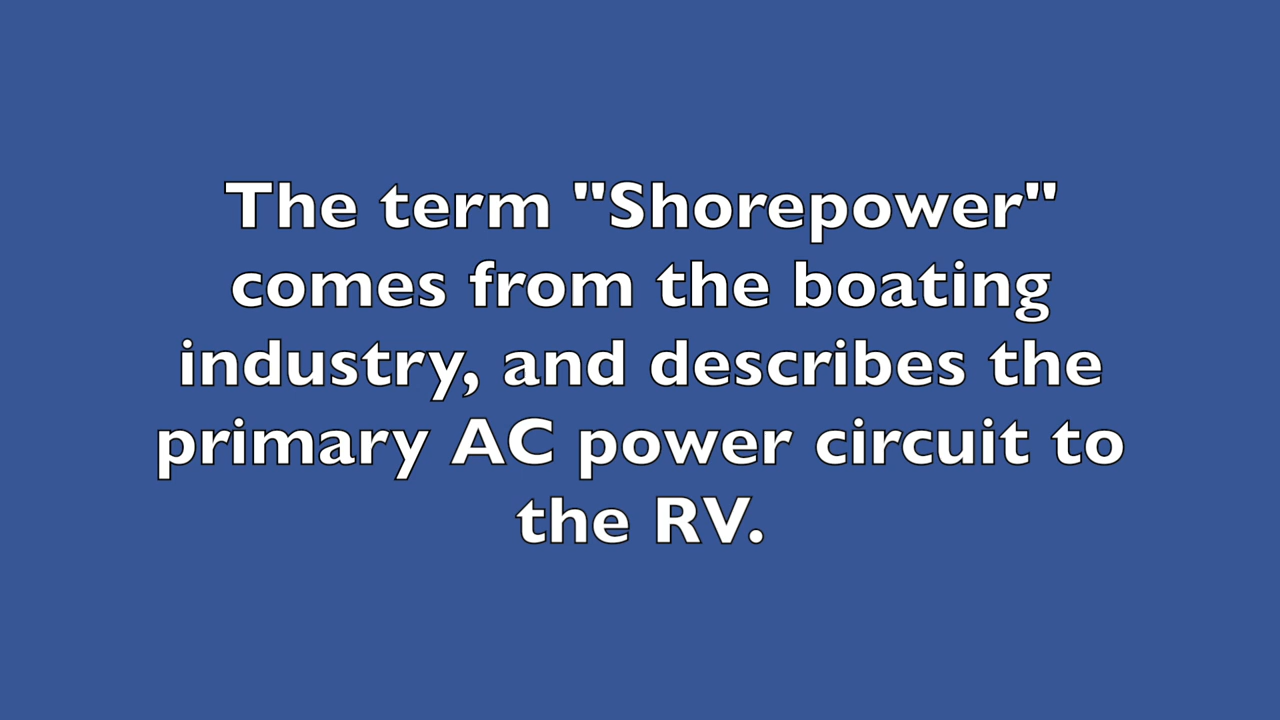 The term "Shorepower"
comes from the boating
industry, and describes the
primary AC power circuit to
the RV.